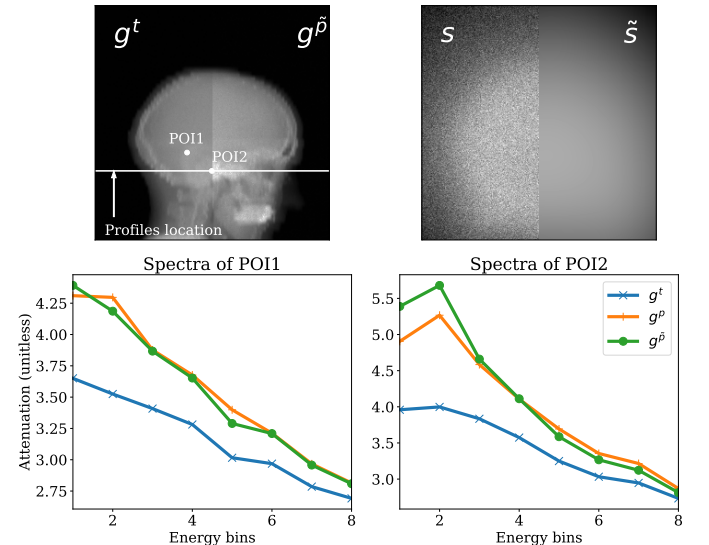 g^t g^p̃
POI1
POI2
Profiles location
s s̃
Spectra of POI1
Attenuation (unitless)
4.25
4.00
3.75
3.50
3.25
3.00
2.75
2 4 6 8
Energy bins
Spectra of POI2
5.5
5.0
4.5
4.0
3.5
3.0
g^t
g^p
g^p̃
2 4 6 8
Energy bins